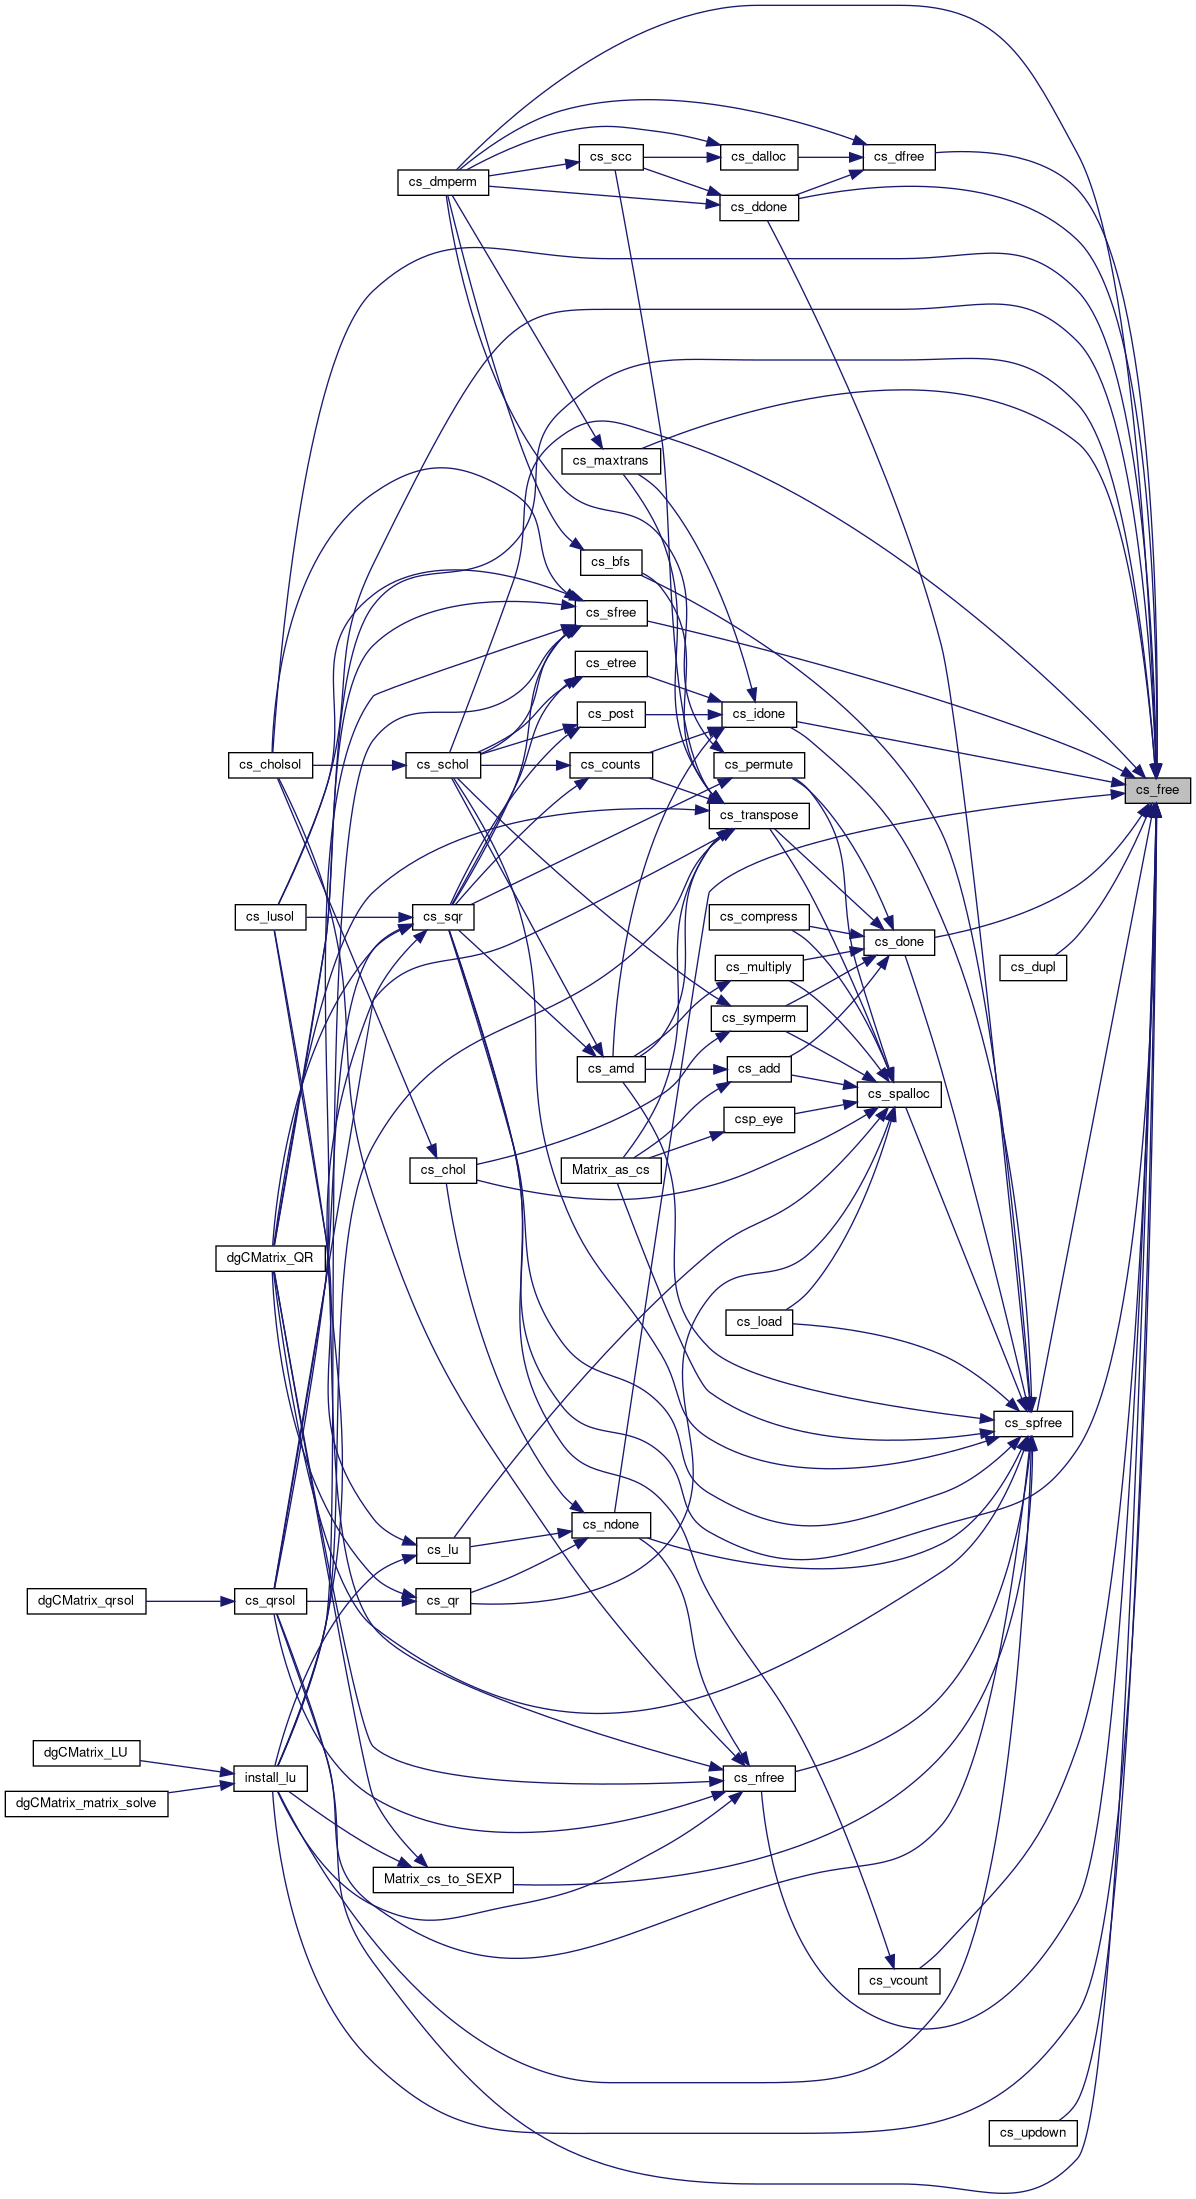 cs_scc
cs_dalloc
cs_dfree
cs_dmperm
cs_ddone
cs_maxtrans
cs_bfs
cs_sfree
cs_etree
cs_post
cs_idone
cs_cholsol
cs_schol
cs_counts
cs_permute
cs_free
cs_transpose
cs_lusol
cs_sqr
cs_compress
cs_done
cs_multiply
cs_dupl
cs_symperm
cs_amd
cs_add
cs_spalloc
csp_eye
cs_chol
Matrix_as_cs
dgCMatrix_QR
cs_load
cs_spfree
cs_ndone
cs_lu
dgCMatrix_qrsol
cs_qrsol
cs_qr
dgCMatrix_LU
install_lu
cs_nfree
dgCMatrix_matrix_solve
Matrix_cs_to_SEXP
cs_vcount
cs_updown